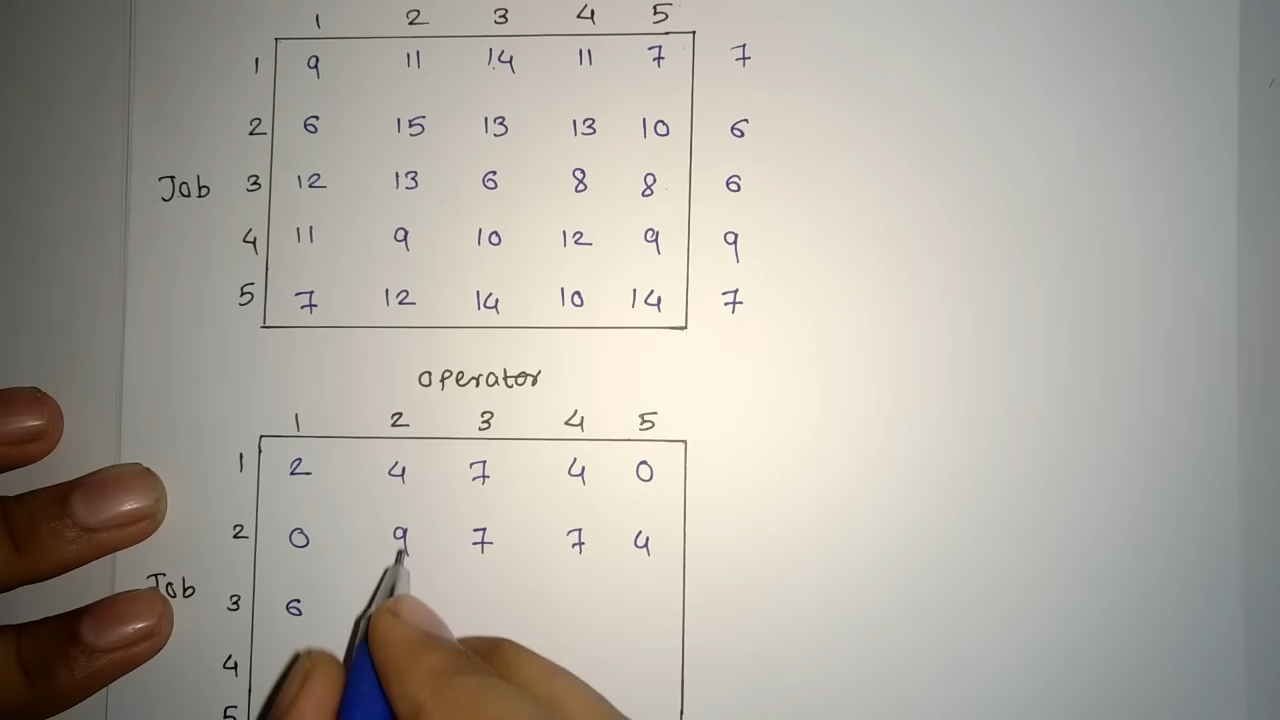 1 2 3 4 5
1 9 11 14 11 7 7
2 6 15 13 13 10 6
Job 3 12 13 6 8 8 6
4 11 9 10 12 9 9
5 7 12 14 10 14 7
operator
1 2 3 4 5
1 2 4 7 4 0
2 0 9 7 7 4
Job
3 6
4
5